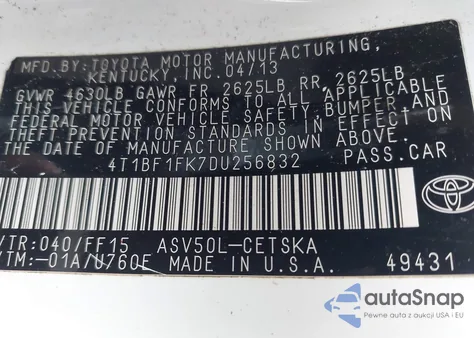 MFD. BY: TOYOTA MOTOR MANUFACTURING,
KENTUCKY, INC. 04/13
GVWR 4630LB GAWR FR 2625LB RR 2625LB
THIS VEHICLE CONFORMS TO ALL APPLICABLE
FEDERAL MOTOR VEHICLE SAFETY, BUMPER, AND
THEFT PREVENTION STANDARDS IN EFFECT ON
THE DATE OF MANUFACTURE SHOWN ABOVE.
4T1BF1FK7DU256832 PASS.CAR
/TR:040/FF15 ASV50L-CETSKA
/TM:-01A/U760E MADE IN U.S.A. 49431
TOYOTA
autoSnap
Pewne auta z aukcji USA i EU